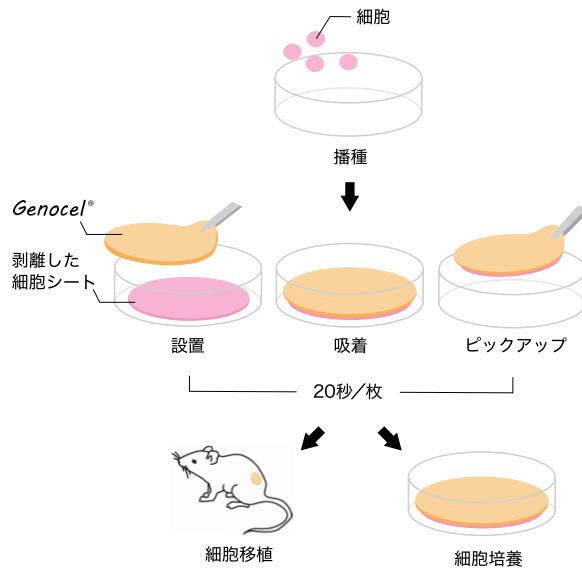 細胞
播種
Genocel®
剥離した
細胞シート
設置
吸着
ピックアップ
20秒／枚
細胞移植
細胞培養